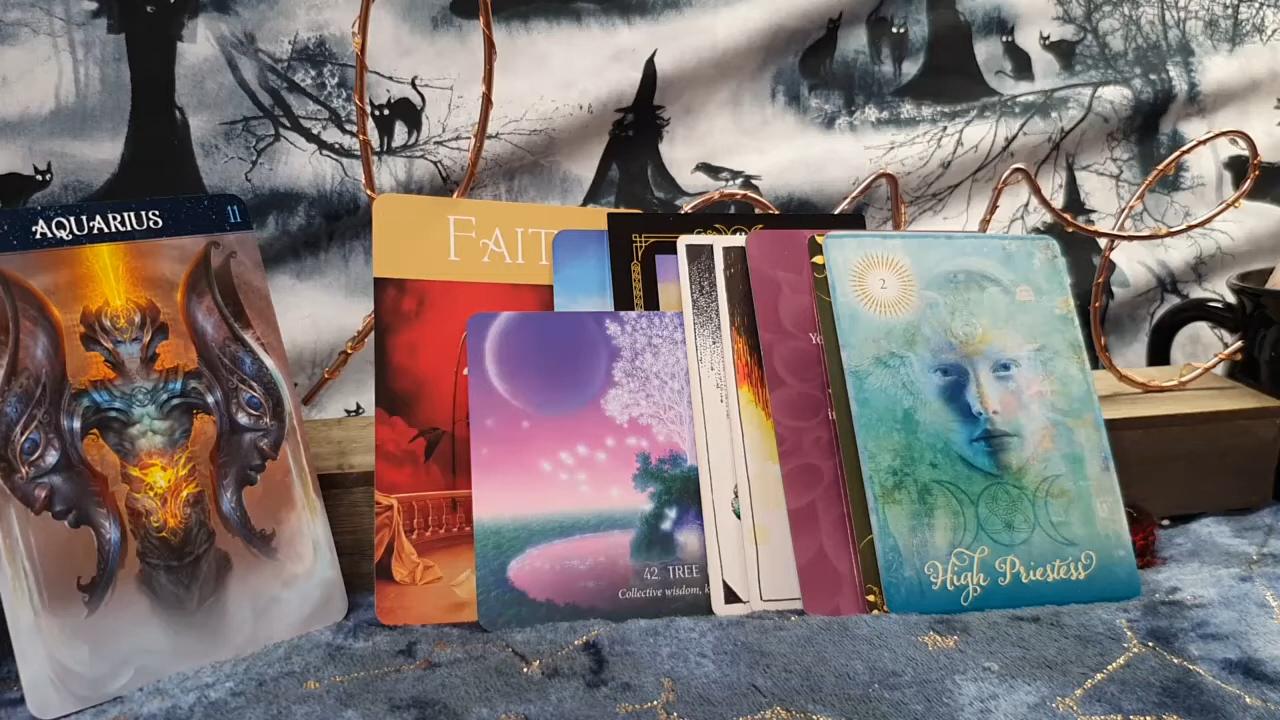 AQUARIUS 11
FAIT
42. TREE
Collective wisdom, k
2
High Priestess